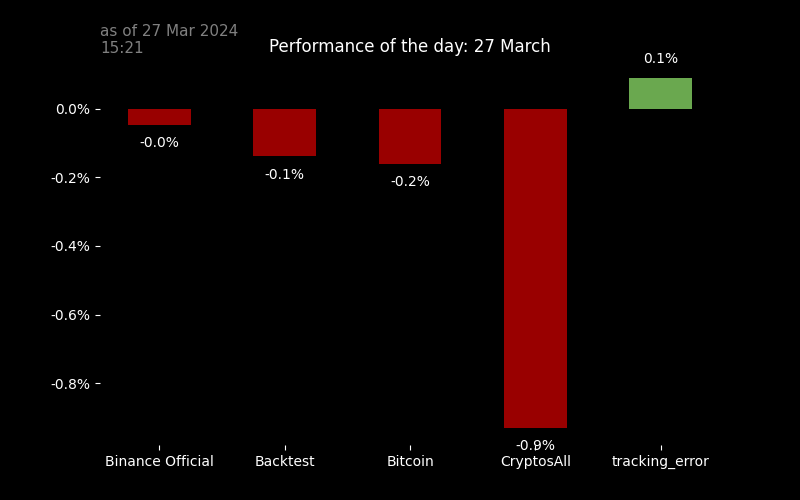 as of 27 Mar 2024
15:21
Performance of the day: 27 March
0.1%
0.0%
-0.0%
-0.1%
-0.2%
-0.2%
-0.4%
-0.6%
-0.8%
-0.9%
Binance Official
Backtest
Bitcoin
CryptosAll
tracking_error